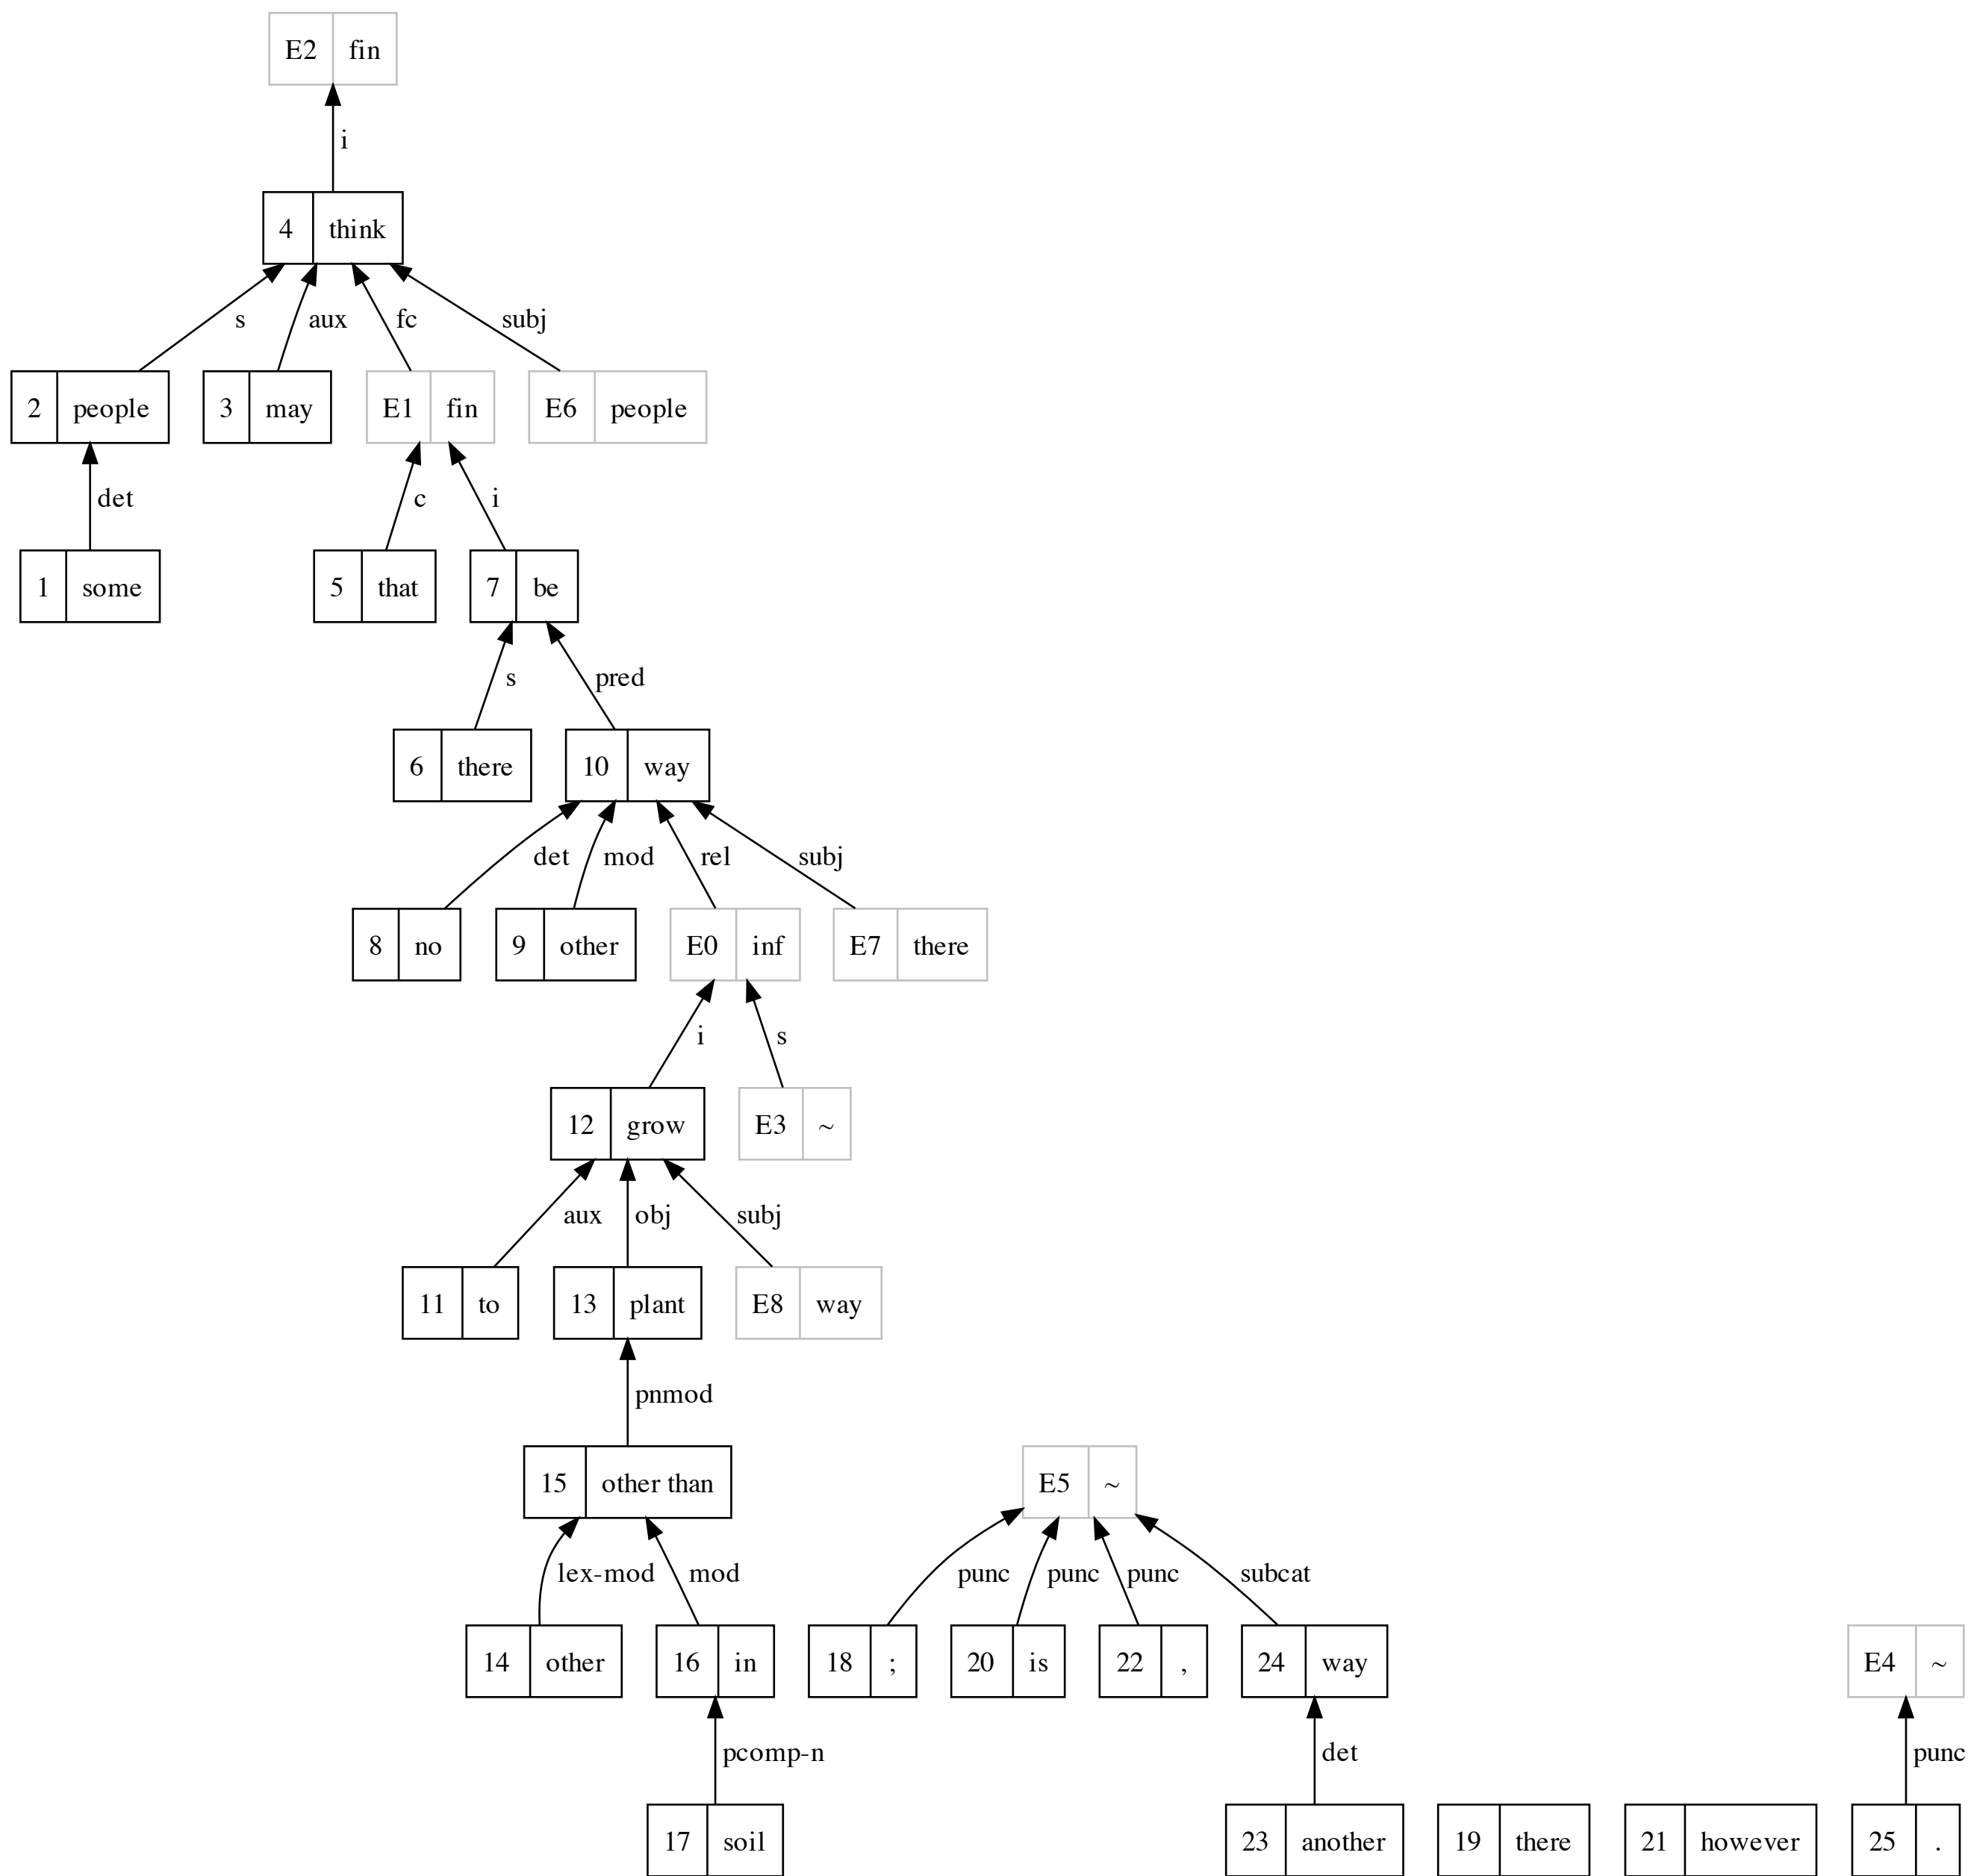 E2 fin
i
4 think
s aux fc subj
2 people 3 may E1 fin E6 people
det c i
1 some 5 that 7 be
s pred
6 there 10 way
det mod rel subj
8 no 9 other E0 inf E7 there
i s
12 grow E3 ~
aux obj subj
11 to 13 plant E8 way
pnmod
15 other than E5 ~
lex-mod mod punc punc punc subcat
14 other 16 in 18 ; 20 is 22 , 24 way E4 ~
pcomp-n det punc
17 soil 23 another 19 there 21 however 25 .